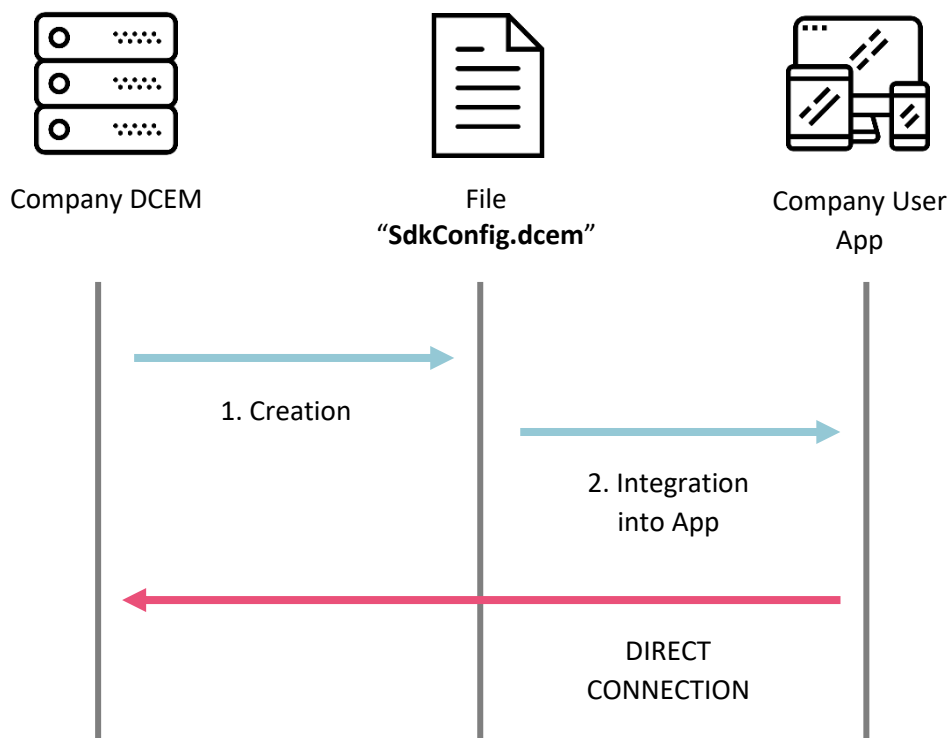 Company DCEM
File
“SdkConfig.dcem”
Company User
App
1. Creation
2. Integration
into App
DIRECT
CONNECTION